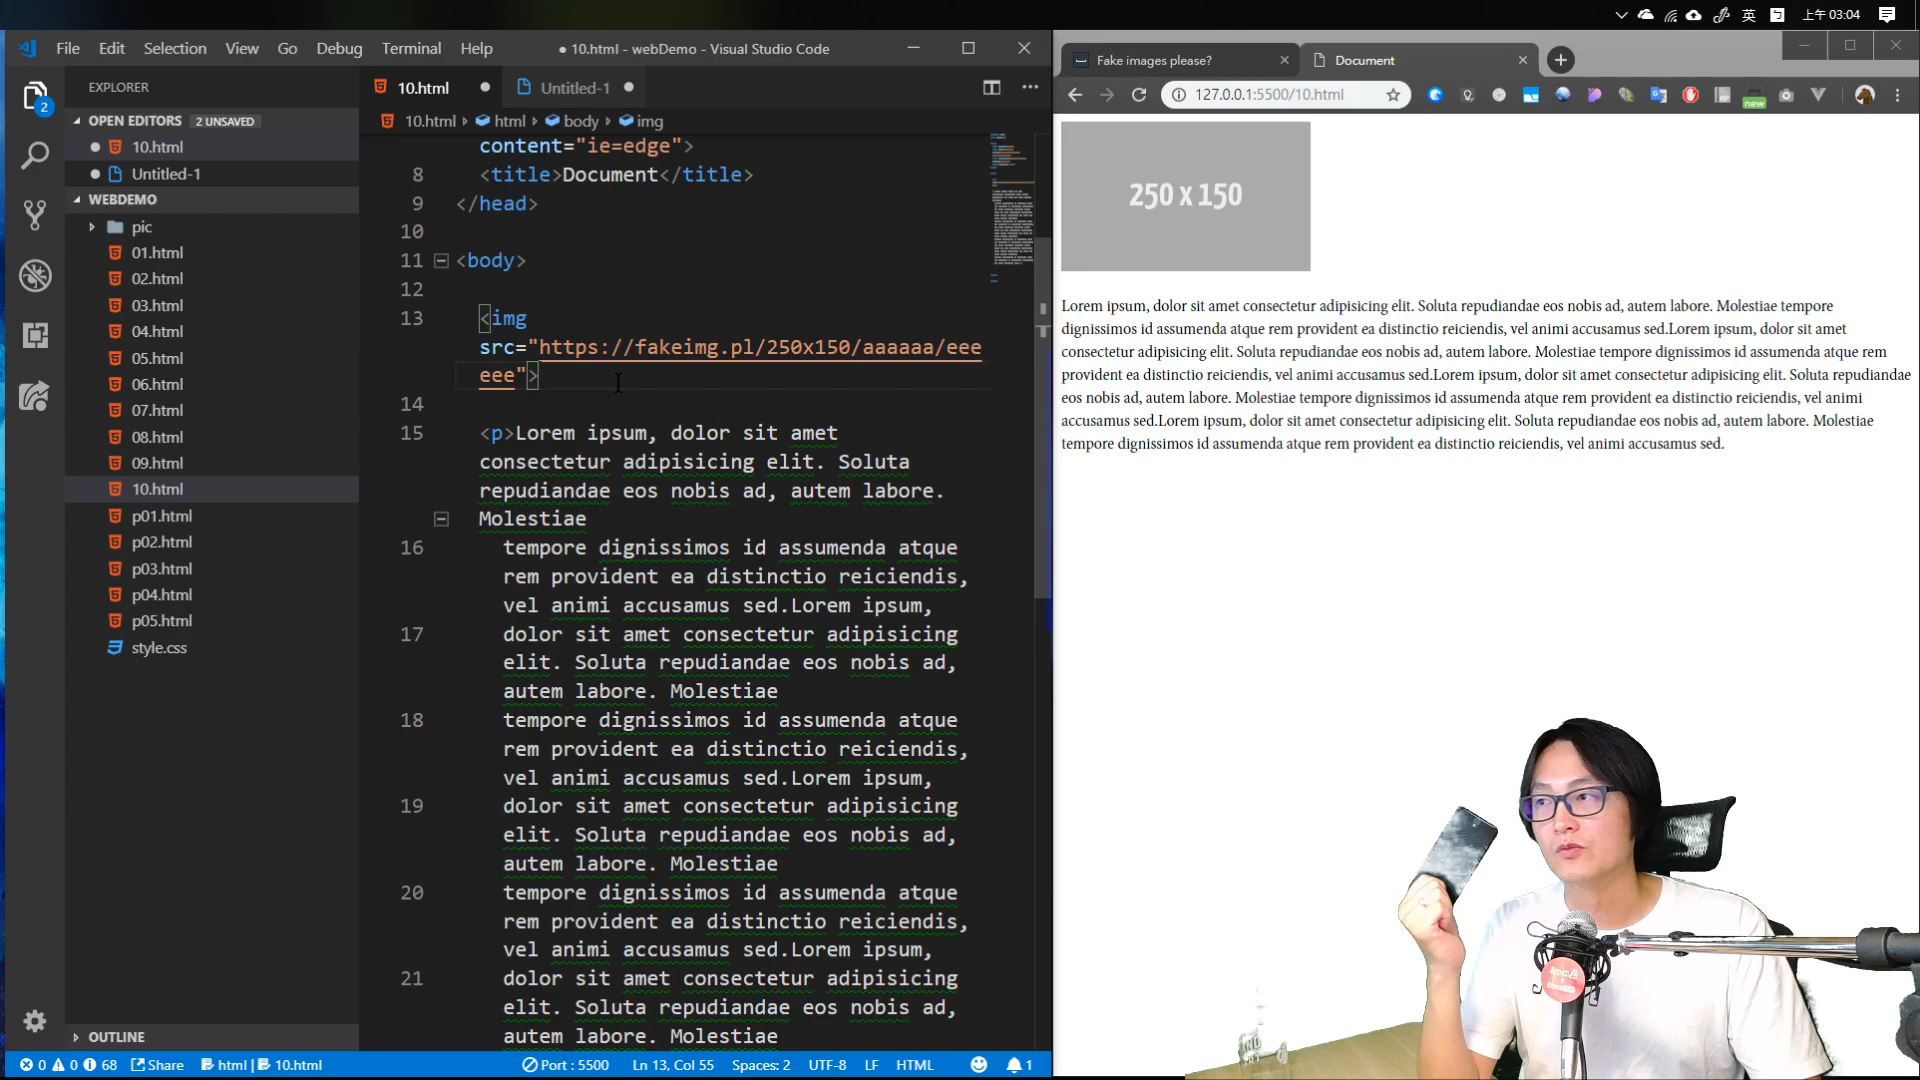 英
上午 03:04
File Edit Selection View Go Debug Terminal Help
● 10.html - webDemo - Visual Studio Code
EXPLORER
2
OPEN EDITORS 2 UNSAVED
10.html
Untitled-1
WEBDEMO
pic
01.html
02.html
03.html
04.html
05.html
06.html
07.html
08.html
09.html
10.html
p01.html
p02.html
p03.html
p04.html
p05.html
style.css
OUTLINE
10.html Untitled-1
10.html html body img
content="ie=edge">
8 <title>Document</title>
9 </head>
10
11 <body>
12
13 <img
src="https://fakeimg.pl/250x150/aaaaaa/eee
eee">
14
15 <p>Lorem ipsum, dolor sit amet
consectetur adipisicing elit. Soluta
repudiandae eos nobis ad, autem labore.
Molestiae
16 tempore dignissimos id assumenda atque
rem provident ea distinctio reiciendis,
vel animi accusamus sed.Lorem ipsum,
17 dolor sit amet consectetur adipisicing
elit. Soluta repudiandae eos nobis ad,
autem labore. Molestiae
18 tempore dignissimos id assumenda atque
rem provident ea distinctio reiciendis,
vel animi accusamus sed.Lorem ipsum,
19 dolor sit amet consectetur adipisicing
elit. Soluta repudiandae eos nobis ad,
autem labore. Molestiae
20 tempore dignissimos id assumenda atque
rem provident ea distinctio reiciendis,
vel animi accusamus sed.Lorem ipsum,
21 dolor sit amet consectetur adipisicing
elit. Soluta repudiandae eos nobis ad,
autem labore. Molestiae
0 0 68 Share html | 10.html Port : 5500 Ln 13, Col 55 Spaces: 2 UTF-8 LF HTML 1
Fake images please? Document
127.0.0.1:5500/10.html
new
250 x 150
Lorem ipsum, dolor sit amet consectetur adipisicing elit. Soluta repudiandae eos nobis ad, autem labore. Molestiae tempore
dignissimos id assumenda atque rem provident ea distinctio reiciendis, vel animi accusamus sed.Lorem ipsum, dolor sit amet
consectetur adipisicing elit. Soluta repudiandae eos nobis ad, autem labore. Molestiae tempore dignissimos id assumenda atque rem
provident ea distinctio reiciendis, vel animi accusamus sed.Lorem ipsum, dolor sit amet consectetur adipisicing elit. Soluta repudiandae
eos nobis ad, autem labore. Molestiae tempore dignissimos id assumenda atque rem provident ea distinctio reiciendis, vel animi
accusamus sed.Lorem ipsum, dolor sit amet consectetur adipisicing elit. Soluta repudiandae eos nobis ad, autem labore. Molestiae
tempore dignissimos id assumenda atque rem provident ea distinctio reiciendis, vel animi accusamus sed.